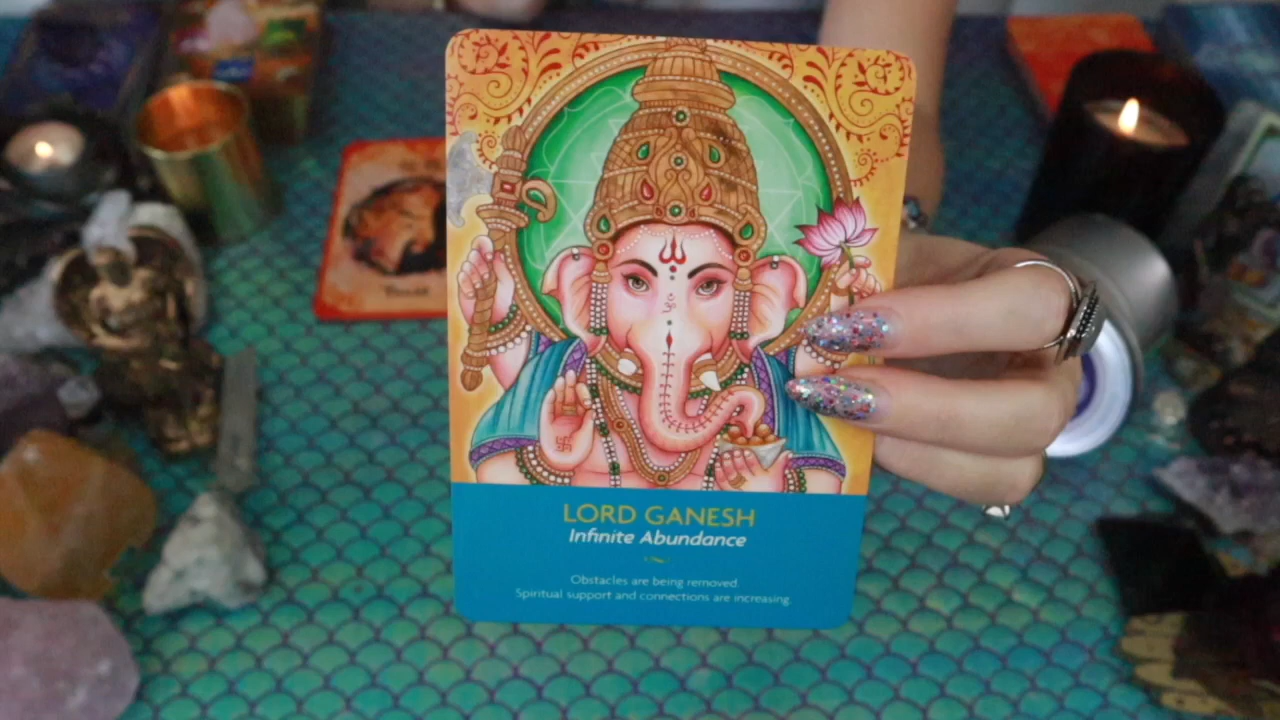 LORD GANESH
Infinite Abundance
Obstacles are being removed.
Spiritual support and connections are increasing.